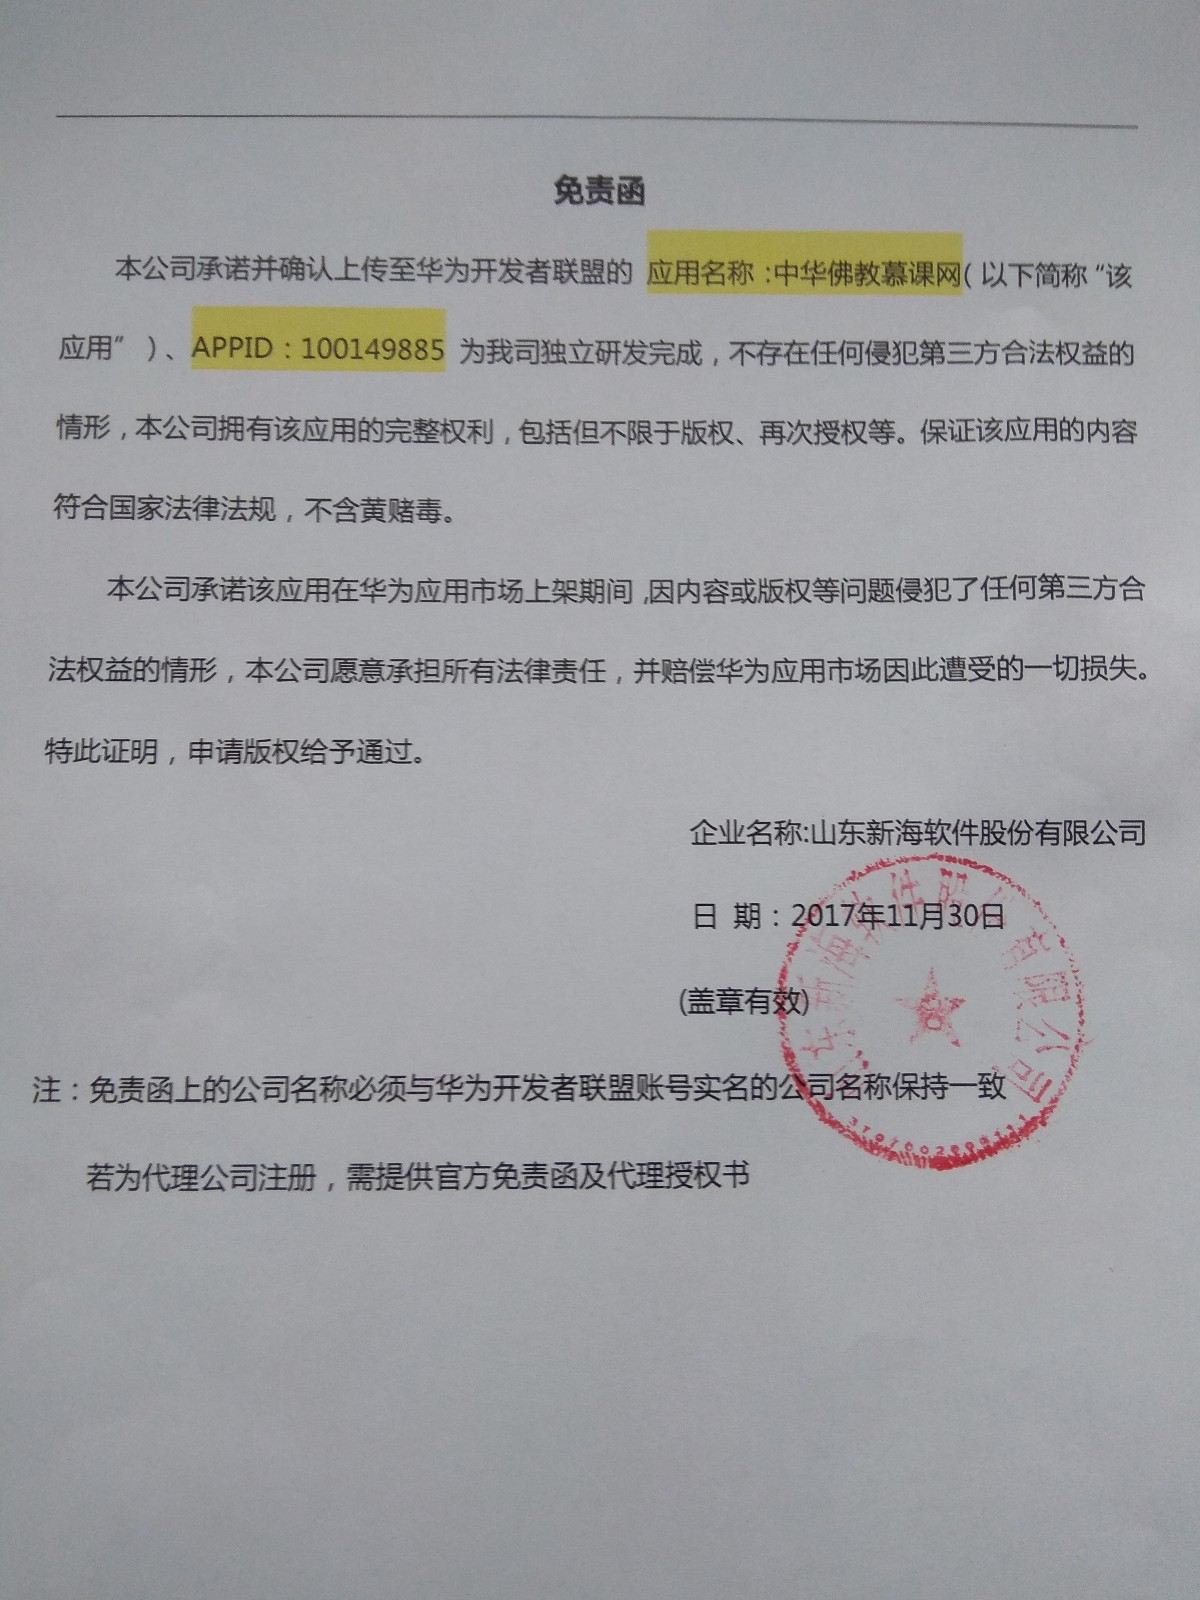 免责函
本公司承诺并确认上传至华为开发者联盟的 应用名称：中华佛教慕课网(以下简称“该
应用”)、APPID：100149885 为我司独立研发完成，不存在任何侵犯第三方合法权益的
情形，本公司拥有该应用的完整权利，包括但不限于版权、再次授权等。保证该应用的内容
符合国家法律法规，不含黄赌毒。
本公司承诺该应用在华为应用市场上架期间,因内容或版权等问题侵犯了任何第三方合
法权益的情形，本公司愿意承担所有法律责任，并赔偿华为应用市场因此遭受的一切损失。
特此证明，申请版权给予通过。
企业名称:山东新海软件股份有限公司
日 期：2017年11月30日
(盖章有效)
山东新海软件股份有限公司
注：免责函上的公司名称必须与华为开发者联盟账号实名的公司名称保持一致
若为代理公司注册，需提供官方免责函及代理授权书